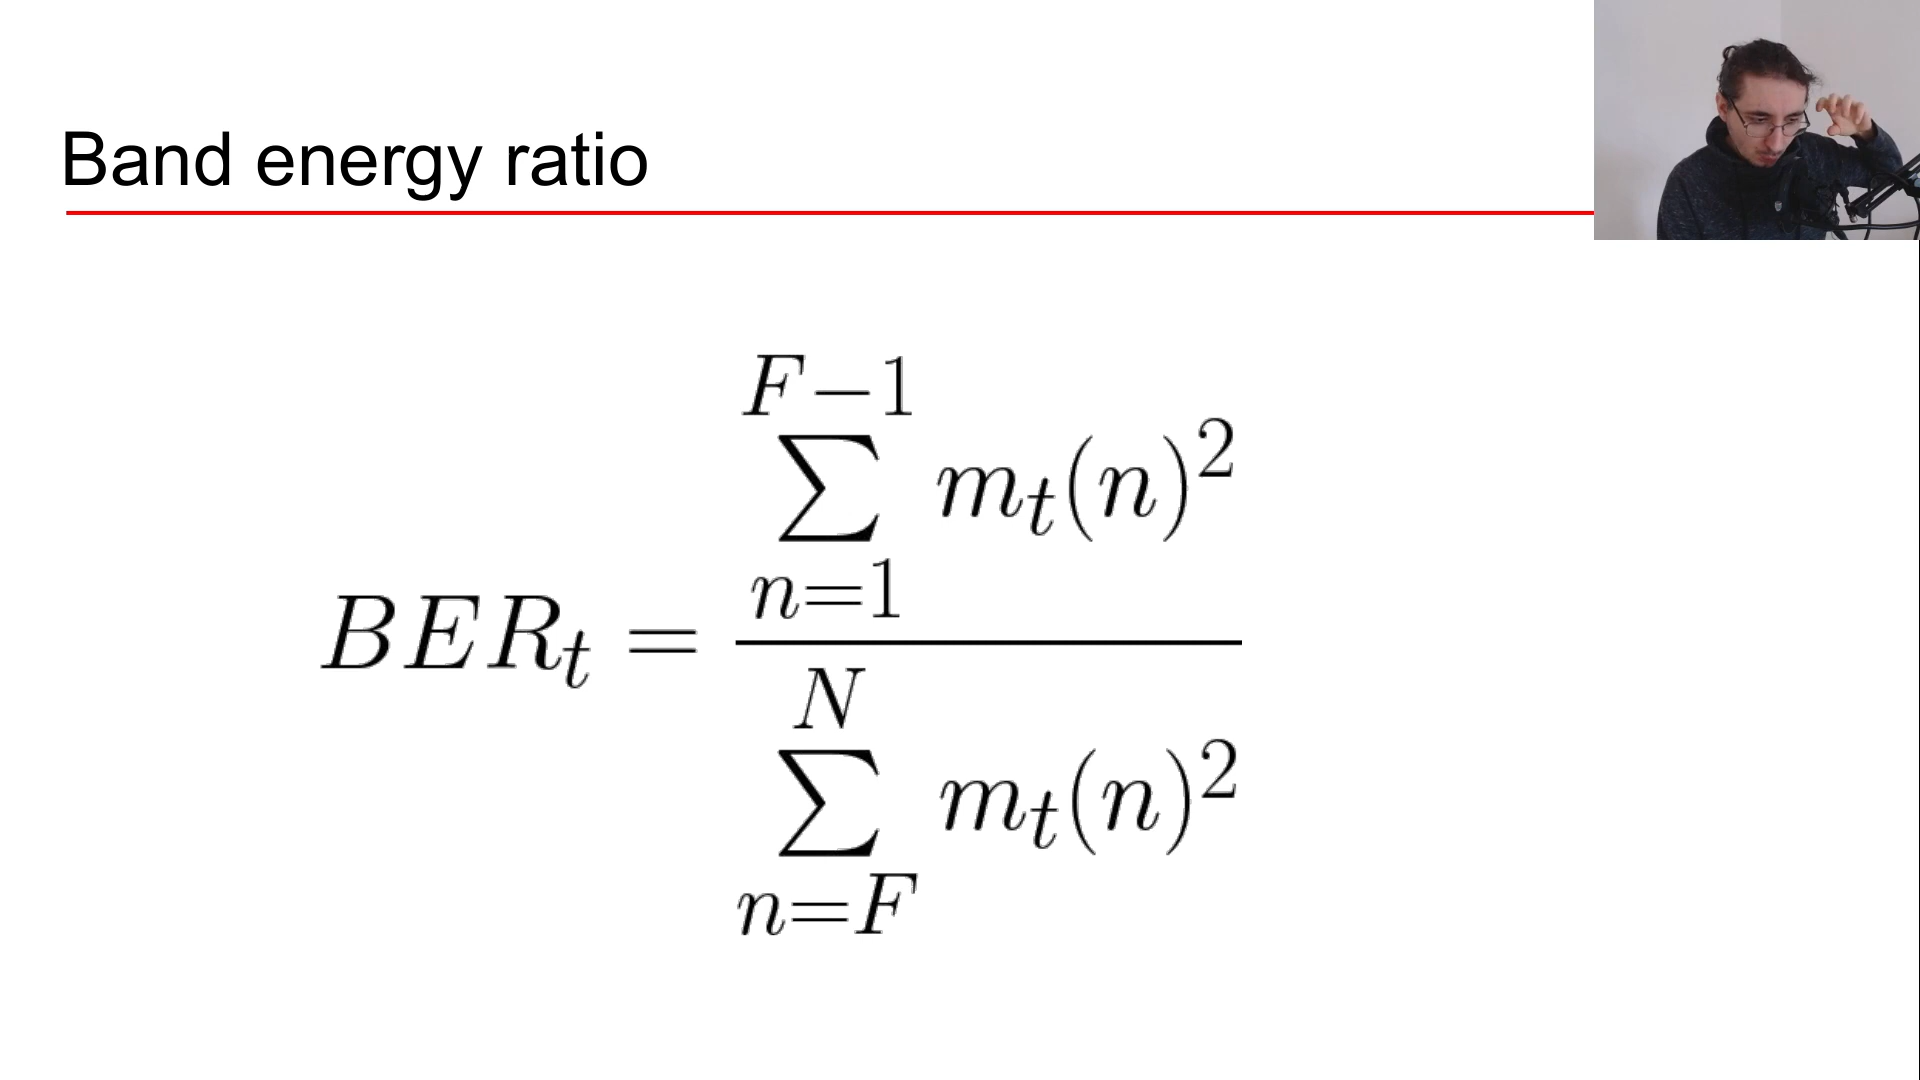 Band energy ratio
F−1
∑ m_t(n)^2
n=1
BER_t =
N
∑ m_t(n)^2
n=F